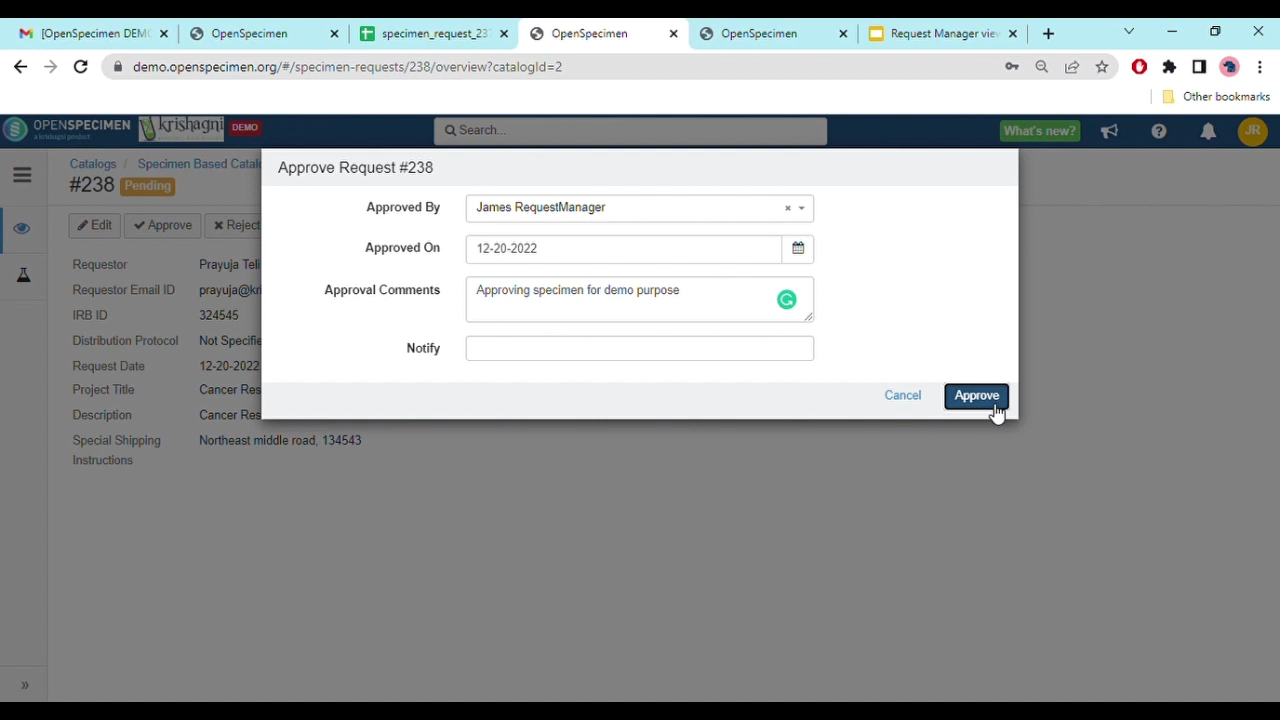 [OpenSpecimen DEM
OpenSpecimen
specimen_request_23
OpenSpecimen
OpenSpecimen
Request Manager vie
demo.openspecimen.org/#/specimen-requests/238/overview?catalogId=2
Other bookmarks
OPENSPECIMEN
a krishagni product
krishagni
DEMO
Search...
What's new?
JR
Catalogs / Specimen Based Catal
#238 Pending
Edit
Approve
Reject
Requestor Prayuja Teli
Requestor Email ID prayuja@kri
IRB ID 324545
Distribution Protocol Not Specifie
Request Date 12-20-2022
Project Title Cancer Res
Description Cancer Res
Special Shipping Northeast middle road, 134543
Instructions
Approve Request #238
Approved By James RequestManager
Approved On 12-20-2022
Approval Comments Approving specimen for demo purpose
Notify
Cancel
Approve